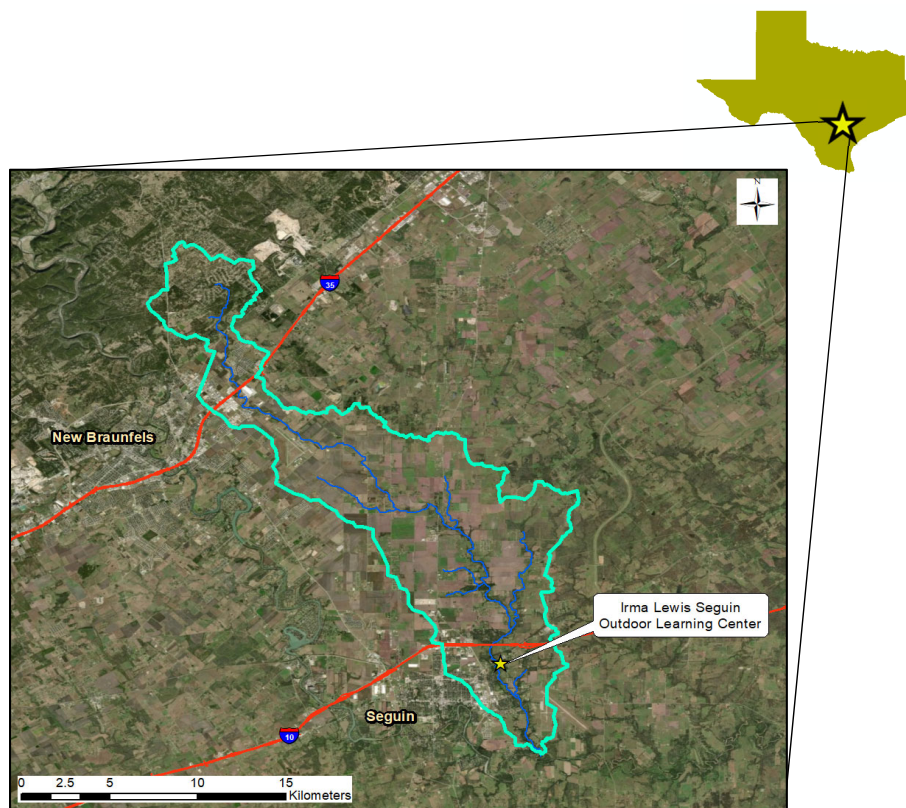 N
35
New Braunfels
Irma Lewis Seguin
Outdoor Learning Center
Seguin
10
0 2.5 5 10 15
Kilometers